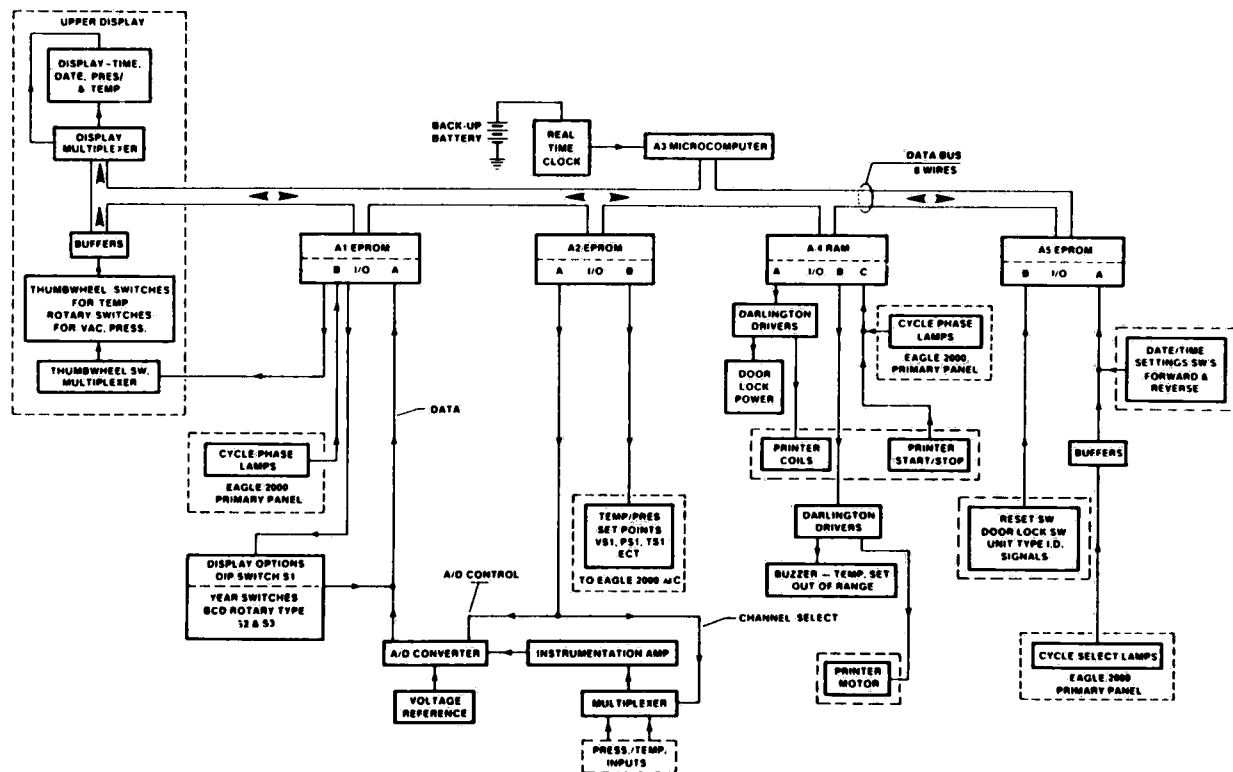 UPPER DISPLAY
DISPLAY - TIME,
DATE, PRES/
& TEMP
DISPLAY
MULTIPLEXER
BUFFERS
THUMBWHEEL SWITCHES
FOR TEMP
ROTARY SWITCHES
FOR VAC, PRESS.
THUMBWHEEL SW.
MULTIPLEXER
BACK-UP
BATTERY
REAL
TIME
CLOCK
A3 MICROCOMPUTER
DATA BUS
8 WIRES
A1 EPROM
B I/O A
A2 EPROM
A I/O B
A-4 RAM
A I/O B C
A5 EPROM
B I/O A
DARLINGTON
DRIVERS
DOOR
LOCK
POWER
CYCLE PHASE
LAMPS
EAGLE 2000
PRIMARY PANEL
DATE/TIME
SETTINGS SW'S
FORWARD &
REVERSE
DATA
CYCLE PHASE
LAMPS
EAGLE 2000
PRIMARY PANEL
PRINTER
COILS
PRINTER
START/STOP
BUFFERS
TEMP/PRES
SET POINTS
VS1, PS1, TS1
ECT
TO EAGLE 2000 µC
DARLINGTON
DRIVERS
RESET SW
DOOR LOCK SW
UNIT TYPE I.D.
SIGNALS
DISPLAY OPTIONS
DIP SWITCH S1
YEAR SWITCHES
BCD ROTARY TYPE
S2 & S3
A/D CONTROL
BUZZER - TEMP. SET
OUT OF RANGE
CHANNEL SELECT
A/D CONVERTER
INSTRUMENTATION AMP
CYCLE SELECT LAMPS
EAGLE 2000
PRIMARY PANEL
PRINTER
MOTOR
VOLTAGE
REFERENCE
MULTIPLEXER
PRESS./TEMP.
INPUTS